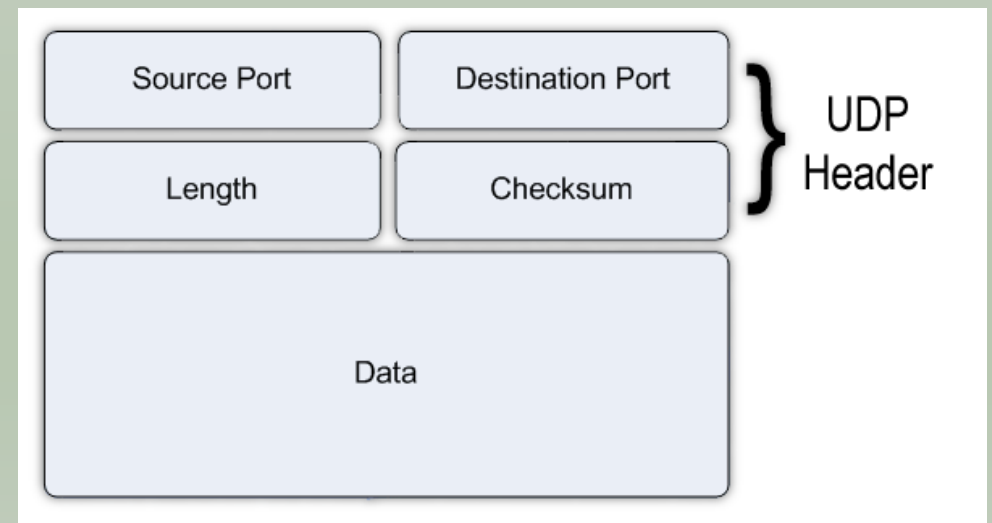 Source Port
Destination Port
UDP
Header
Length
Checksum
Data